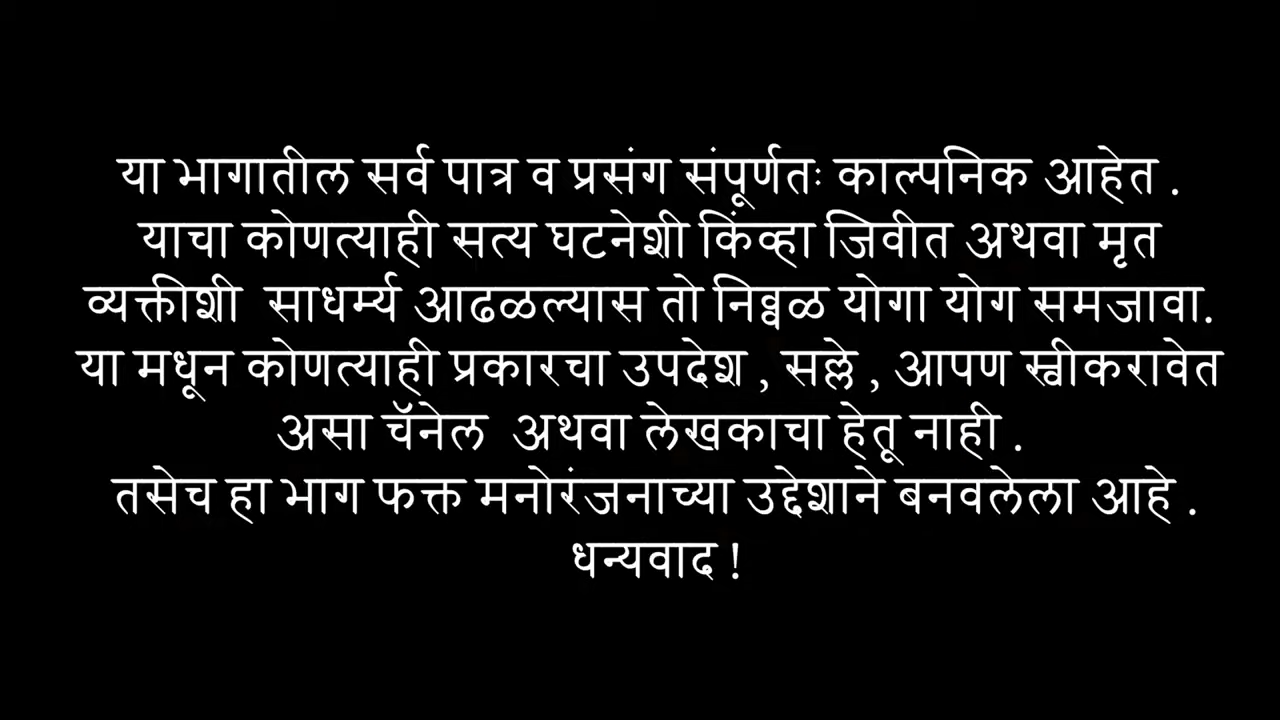 या भागातील सर्व पात्र व प्रसंग संपूर्णतः काल्पनिक आहेत .
याचा कोणत्याही सत्य घटनेशी किंव्हा जिवीत अथवा मृत
व्यक्तीशी साधर्म्य आढळल्यास तो निव्वळ योगा योग समजावा.
या मधून कोणत्याही प्रकारचा उपदेश , सल्ले , आपण स्वीकरावेत
असा चॅनेल अथवा लेखकाचा हेतू नाही .
तसेच हा भाग फक्त मनोरंजनाच्या उद्देशाने बनवलेला आहे .
धन्यवाद !